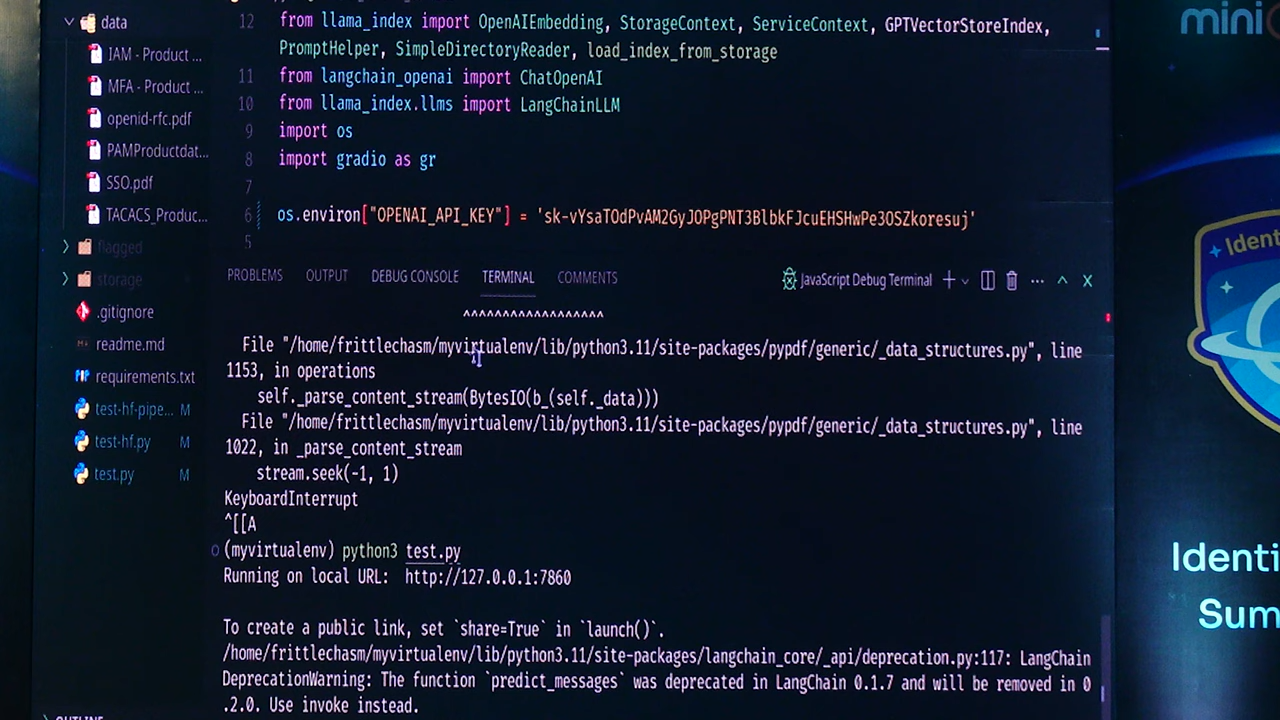 data
IAM - Product ...
MFA - Product ...
openid-rfc.pdf
PAMProductdat...
SSO.pdf
TACACS_Produc...
flagged
storage
.gitignore
readme.md
requirements.txt
test-hf-pipe... M
test-hf.py M
test.py M
12 from llama_index import OpenAIEmbedding, StorageContext, ServiceContext, GPTVectorStoreIndex,
PromptHelper, SimpleDirectoryReader, load_index_from_storage
11 from langchain_openai import ChatOpenAI
10 from llama_index.llms import LangChainLLM
9 import os
8 import gradio as gr
7
6 os.environ["OPENAI_API_KEY"] =
5
PROBLEMS OUTPUT DEBUG CONSOLE TERMINAL COMMENTS JavaScript Debug Terminal
^^^^^^^^^^^^^^^^^^
File "/home/frittlechasm/myvirtualenv/lib/python3.11/site-packages/pypdf/generic/_data_structures.py", line
1153, in operations
self._parse_content_stream(BytesIO(b_(self._data)))
File "/home/frittlechasm/myvirtualenv/lib/python3.11/site-packages/pypdf/generic/_data_structures.py", line
1022, in _parse_content_stream
stream.seek(-1, 1)
KeyboardInterrupt
^[[A
(myvirtualenv) python3 test.py
Running on local URL: http://127.0.0.1:7860
To create a public link, set `share=True` in `launch()`.
/home/frittlechasm/myvirtualenv/lib/python3.11/site-packages/langchain_core/_api/deprecation.py:117: LangChain
DeprecationWarning: The function `predict_messages` was deprecated in LangChain 0.1.7 and will be removed in 0
.2.0. Use invoke instead.
mini
Identi
Identi
Sum